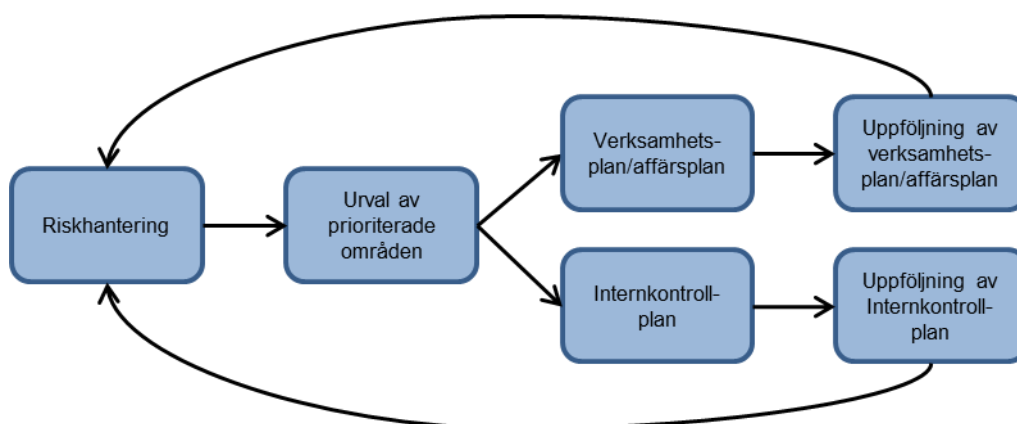 Riskhantering
Urval av
prioriterade
områden
Verksamhets-
plan/affärsplan
Uppföljning av
verksamhets-
plan/affärsplan
Internkontroll-
plan
Uppföljning av
Internkontroll-
plan